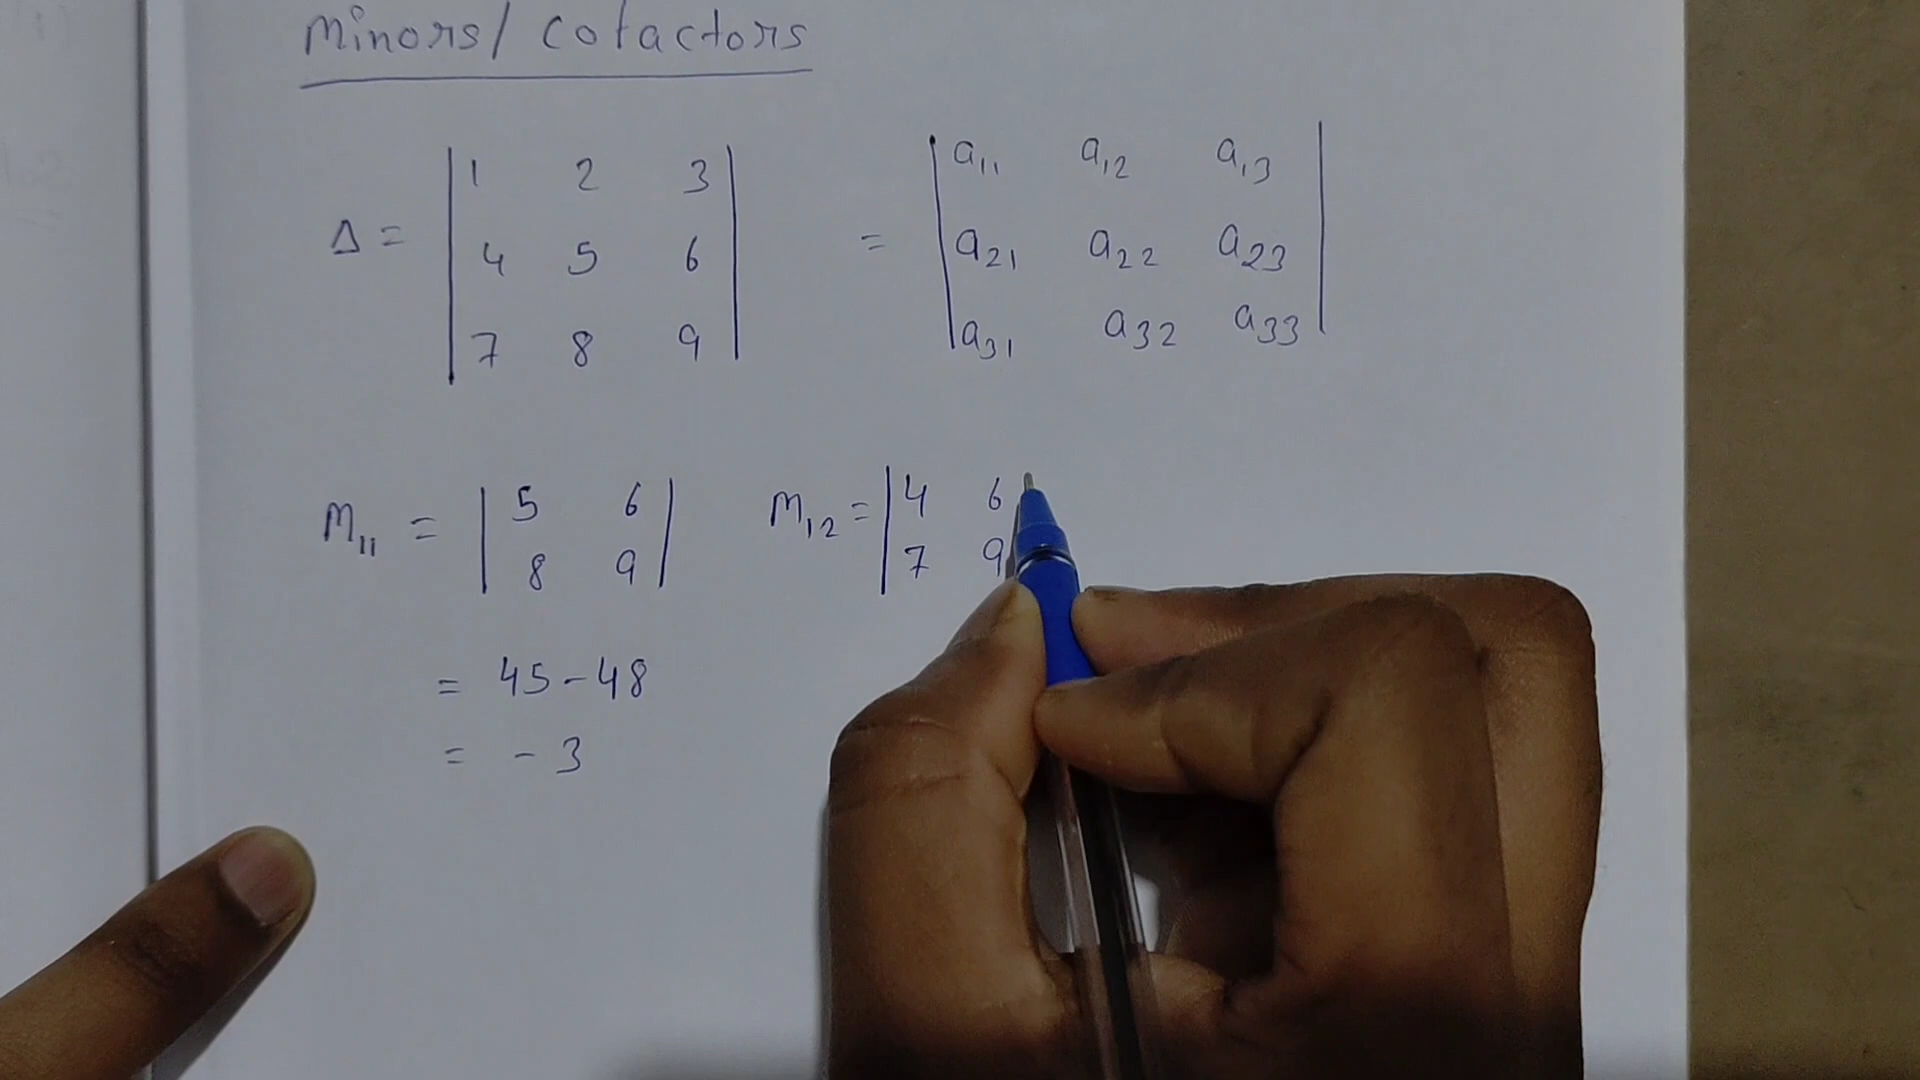 Minors/ Cofactors
Δ = | 1 2 3 | = | a₁₁ a₁₂ a₁₃ |
| 4 5 6 | | a₂₁ a₂₂ a₂₃ |
| 7 8 9 | | a₃₁ a₃₂ a₃₃ |
M₁₁ = | 5 6 | M₁₂ = | 4 6
| 8 9 | | 7 9
= 45 - 48
= - 3